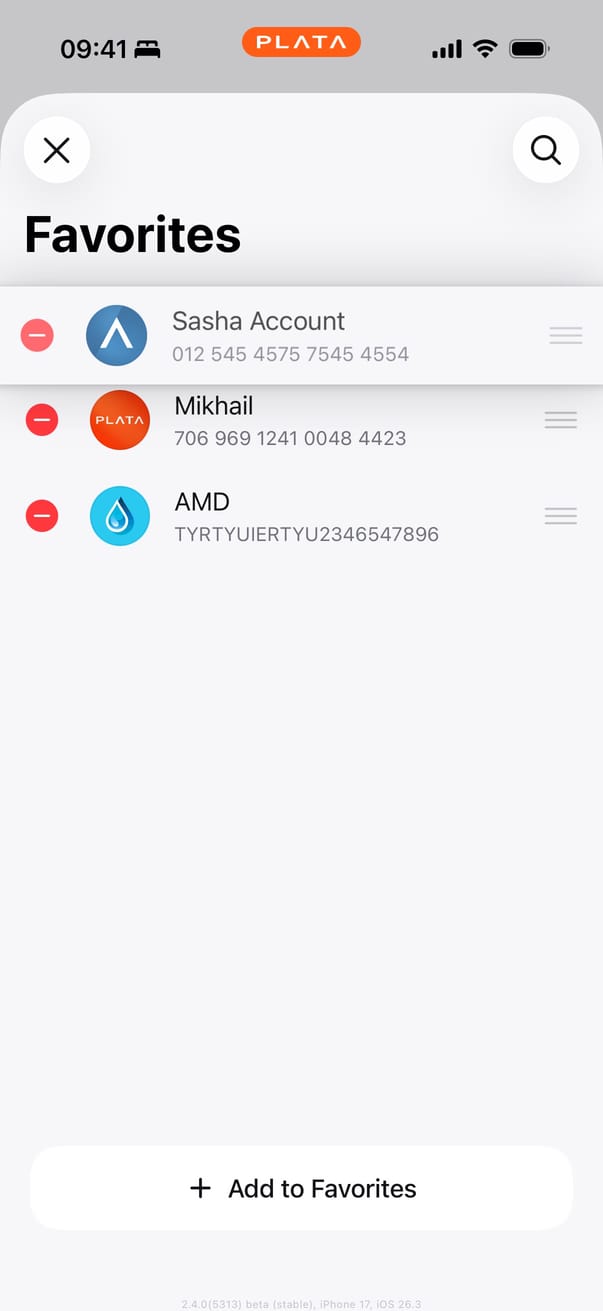 09:41
PLATA
Favorites
Sasha Account
012 545 4575 7545 4554
PLATA
Mikhail
706 969 1241 0048 4423
AMD
TYRTYUIERTYU2346547896
+ Add to Favorites
2.4.0(5313) beta (stable), iPhone 17, iOS 26.3